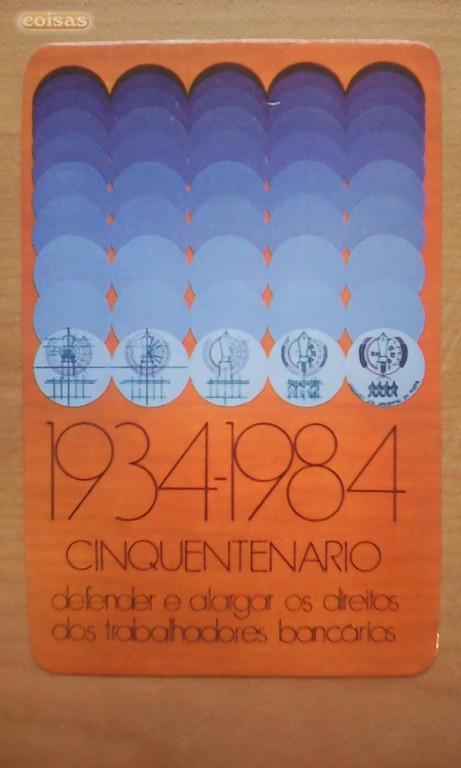 coisas
1934-1984
CINQUENTENARIO
defender e alargar os direitos
dos trabalhadores bancários